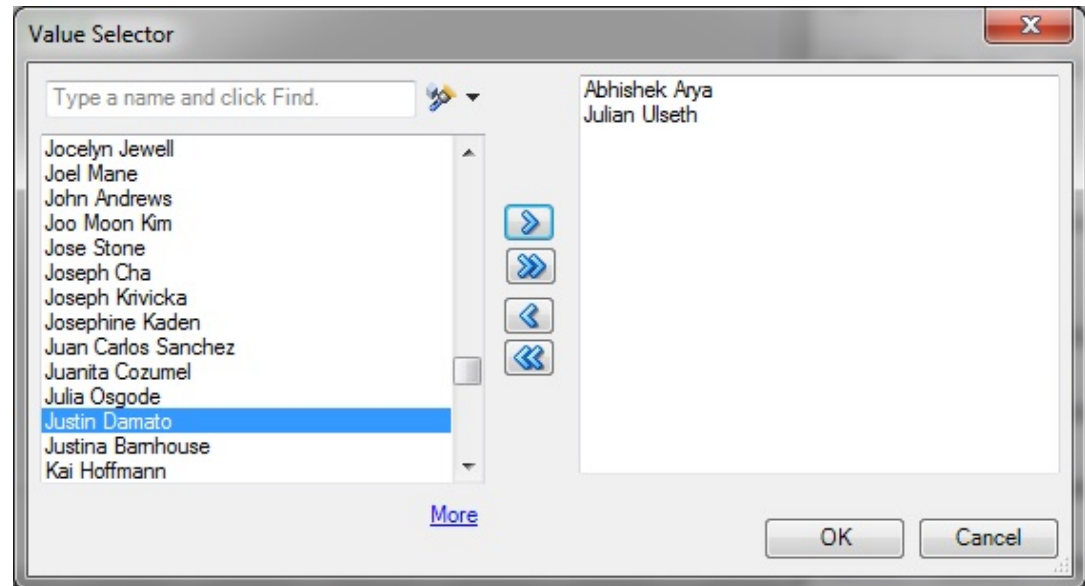 Value Selector
Type a name and click Find.
Jocelyn Jewell
Joel Mane
John Andrews
Joo Moon Kim
Jose Stone
Joseph Cha
Joseph Krivicka
Josephine Kaden
Juan Carlos Sanchez
Juanita Cozumel
Julia Osgode
Justin Damato
Justina Barnhouse
Kai Hoffmann
More
Abhishek Arya
Julian Ulseth
OK
Cancel